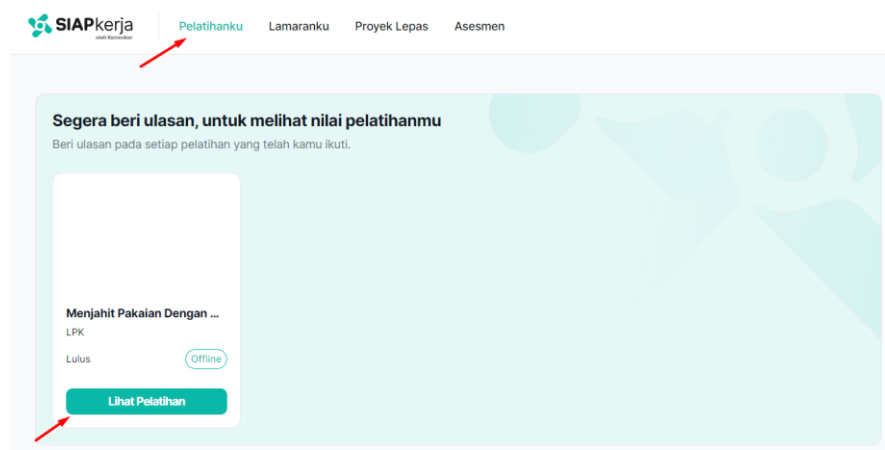 SIAPkerja
oleh Kemnaker
Pelatihanku
Lamaranku
Proyek Lepas
Asesmen
Segera beri ulasan, untuk melihat nilai pelatihanmu
Beri ulasan pada setiap pelatihan yang telah kamu ikuti.
Menjahit Pakaian Dengan ...
LPK
Lulus
Offline
Lihat Pelatihan